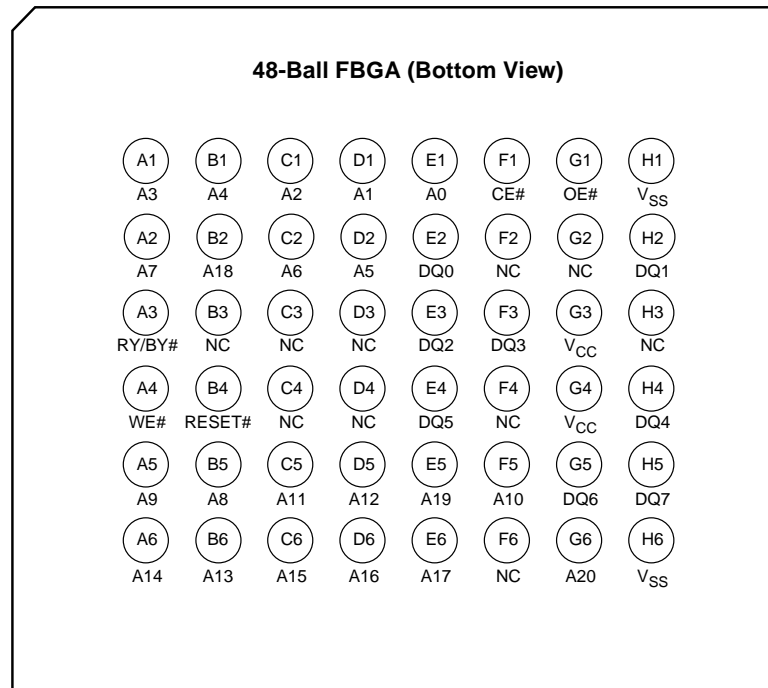 48-Ball FBGA (Bottom View)
A1 B1 C1 D1 E1 F1 G1 H1
A3 A4 A2 A1 A0 CE# OE# VSS
A2 B2 C2 D2 E2 F2 G2 H2
A7 A18 A6 A5 DQ0 NC NC DQ1
A3 B3 C3 D3 E3 F3 G3 H3
RY/BY# NC NC NC DQ2 DQ3 VCC NC
A4 B4 C4 D4 E4 F4 G4 H4
WE# RESET# NC NC DQ5 NC VCC DQ4
A5 B5 C5 D5 E5 F5 G5 H5
A9 A8 A11 A12 A19 A10 DQ6 DQ7
A6 B6 C6 D6 E6 F6 G6 H6
A14 A13 A15 A16 A17 NC A20 VSS